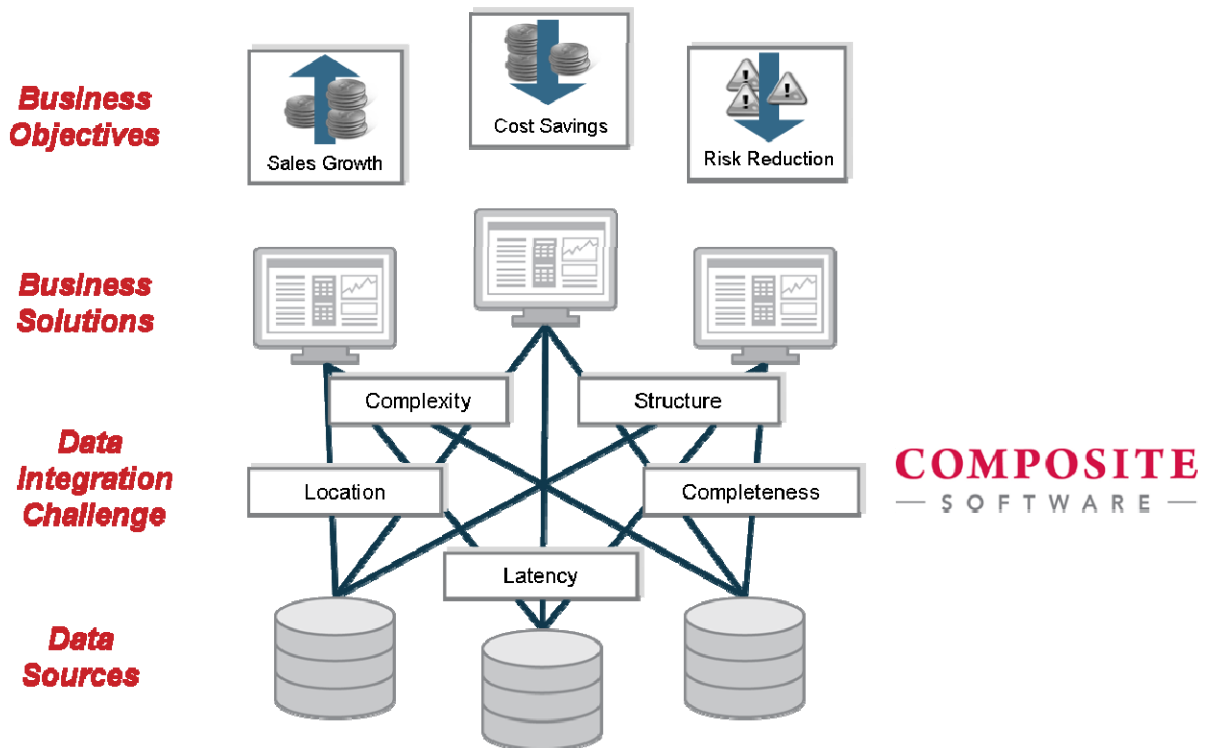 Business
Objectives
Sales Growth
Cost Savings
Risk Reduction
Business
Solutions
Complexity
Structure
Data
Integration
Challenge
Location
Completeness
Latency
COMPOSITE
SOFTWARE
Data
Sources